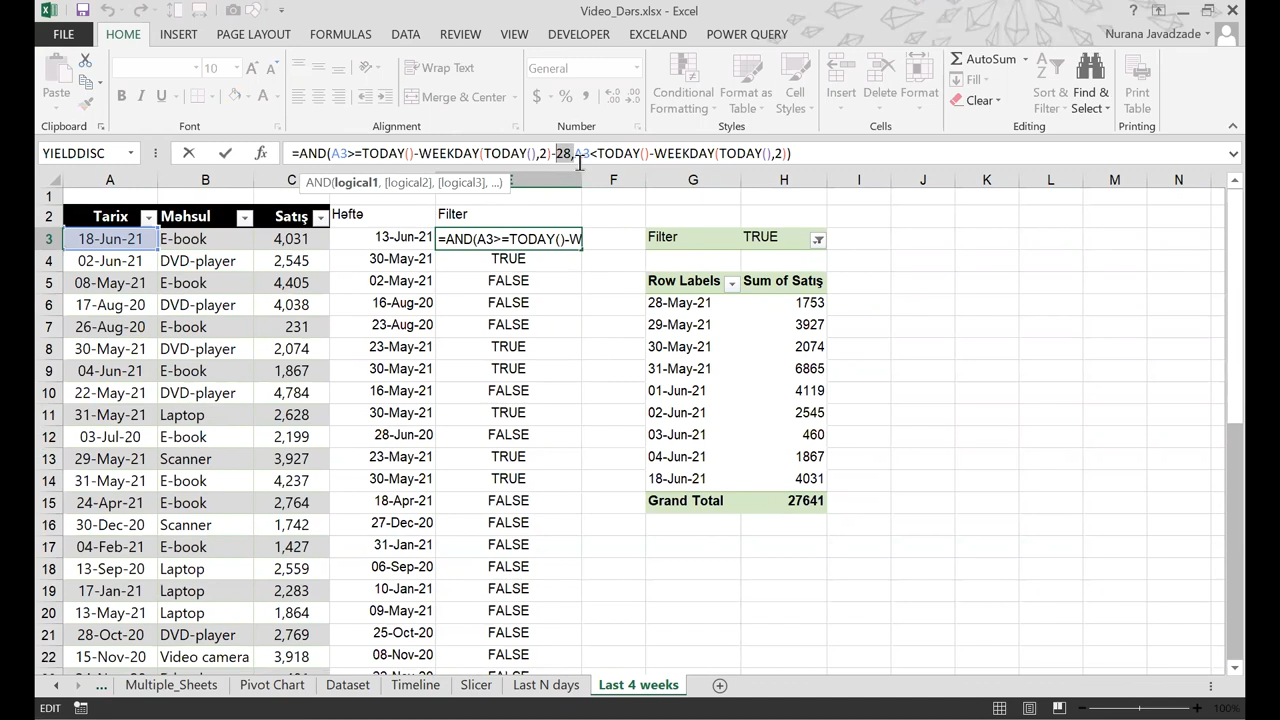 Video_Dərs.xlsx - Excel
FILE HOME INSERT PAGE LAYOUT FORMULAS DATA REVIEW VIEW DEVELOPER EXCELAND POWER QUERY Nurana Javadzade
Paste
Clipboard
10
B I U
Font
Wrap Text
Merge & Center
Alignment
General
$ % ,
Number
Conditional Formatting
Format as Table
Cell Styles
Styles
Insert Delete Format
Cells
AutoSum
Fill
Clear
Sort & Filter
Find & Select
Editing
Print Table
Printing
YIELDDISC =AND(A3>=TODAY()-WEEKDAY(TODAY(),2)-28,A3<TODAY()-WEEKDAY(TODAY(),2))
AND(logical1, [logical2], [logical3], ...)
A B C E F G H I J K L M N
1
2 Tarix Məhsul Satış Həftə Filter
3 18-Jun-21 E-book 4,031 13-Jun-21 =AND(A3>=TODAY()-W Filter TRUE
4 02-Jun-21 DVD-player 2,545 30-May-21 TRUE
5 08-May-21 E-book 4,405 02-May-21 FALSE Row Labels Sum of Satış
6 17-Aug-20 DVD-player 4,038 16-Aug-20 FALSE 28-May-21 1753
7 26-Aug-20 E-book 231 23-Aug-20 FALSE 29-May-21 3927
8 30-May-21 DVD-player 2,074 23-May-21 TRUE 30-May-21 2074
9 04-Jun-21 E-book 1,867 30-May-21 TRUE 31-May-21 6865
10 22-May-21 DVD-player 4,784 16-May-21 FALSE 01-Jun-21 4119
11 31-May-21 Laptop 2,628 30-May-21 TRUE 02-Jun-21 2545
12 03-Jul-20 E-book 2,199 28-Jun-20 FALSE 03-Jun-21 460
13 29-May-21 Scanner 3,927 23-May-21 TRUE 04-Jun-21 1867
14 31-May-21 E-book 4,237 30-May-21 TRUE 18-Jun-21 4031
15 24-Apr-21 E-book 2,764 18-Apr-21 FALSE Grand Total 27641
16 30-Dec-20 Scanner 1,742 27-Dec-20 FALSE
17 04-Feb-21 E-book 1,427 31-Jan-21 FALSE
18 13-Sep-20 Laptop 2,559 06-Sep-20 FALSE
19 17-Jan-21 Laptop 2,283 10-Jan-21 FALSE
20 13-May-21 Laptop 1,864 09-May-21 FALSE
21 28-Oct-20 DVD-player 2,769 25-Oct-20 FALSE
22 15-Nov-20 Video camera 3,918 08-Nov-20 FALSE
... Multiple_Sheets Pivot Chart Dataset Timeline Slicer Last N days Last 4 weeks
EDIT 100%